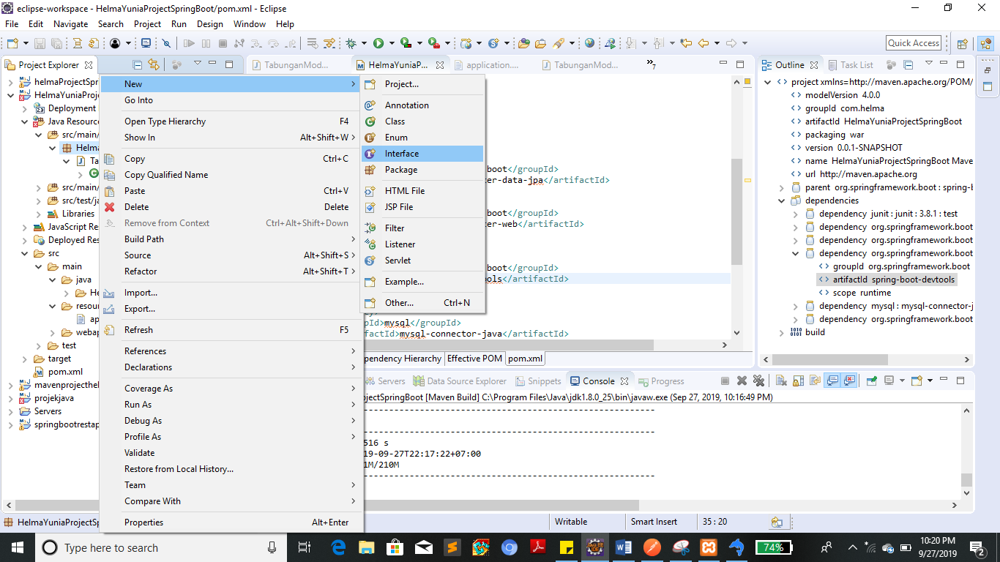 eclipse-workspace - HelmaYuniaProjectSpringBoot/pom.xml - Eclipse
File Edit Navigate Search Project Run Design Window Help
Quick Access
Project Explorer
helmaProjectSpr
HelmaYuniaProje
Deployment
Java Resource
src/main/
Helma
Ta
src/main/
src/test/ja
Libraries
JavaScript Res
Deployed Res
src
main
java
He
resou
ap
webap
test
target
pom.xml
mavenprojecthel
projekjava
Servers
springbootrestap
New
Go Into
Open Type Hierarchy F4
Show In Alt+Shift+W >
Copy Ctrl+C
Copy Qualified Name
Paste Ctrl+V
Delete Delete
Remove from Context Ctrl+Alt+Shift+Down
Build Path
Source Alt+Shift+S >
Refactor Alt+Shift+T >
Import...
Export...
Refresh F5
References
Declarations
Coverage As
Run As
Debug As
Profile As
Validate
Restore from Local History...
Team
Compare With
Properties Alt+Enter
Project...
Annotation
Class
Enum
Interface
Package
HTML File
JSP File
Filter
Listener
Servlet
Example...
Other... Ctrl+N
TabunganMod... HelmaYuniaP... application.... TabunganMod... »7
boot</groupId>
er-data-jpa</artifactId>
boot</groupId>
er-web</artifactId>
boot</groupId>
ols</artifactId>
y>
pId>mysql</groupId>
factId>mysql-connector-java</artifactId>
pendency Hierarchy Effective POM pom.xml
Outline Task List
project xmlns=http://maven.apache.org/POM/
modelVersion 4.0.0
groupId com.helma
artifactId HelmaYuniaProjectSpringBoot
packaging war
version 0.0.1-SNAPSHOT
name HelmaYuniaProjectSpringBoot Mave
url http://maven.apache.org
parent org.springframework.boot : spring-b
dependencies
dependency junit : junit : 3.8.1 : test
dependency org.springframework.boot
dependency org.springframework.boot
dependency org.springframework.boot
groupId org.springframework.boot
artifactId spring-boot-devtools
scope runtime
dependency mysql : mysql-connector-j
dependency org.springframework.boot
build
Servers Data Source Explorer Snippets Console Progress
ojectSpringBoot [Maven Build] C:\Program Files\Java\jdk1.8.0_25\bin\javaw.exe (Sep 27, 2019, 10:16:49 PM)
------------------------------------------------------
------------------------------------------------------
516 s
19-09-27T22:17:22+07:00
1M/210M
------------------------------------------------------
HelmaYuniaProjectSp
Writable Smart Insert 35 : 20
Type here to search
74%
10:20 PM
9/27/2019
2